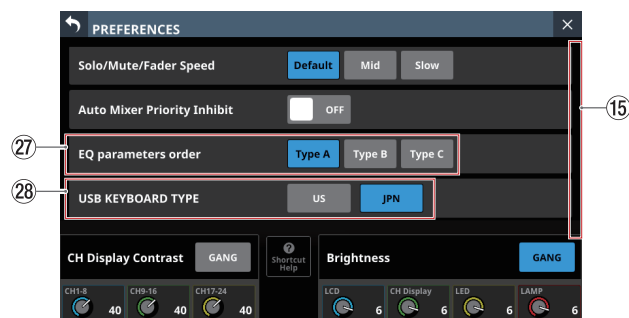 PREFERENCES
Solo/Mute/Fader Speed Default Mid Slow
⑮
Auto Mixer Priority Inhibit OFF
㉗ EQ parameters order Type A Type B Type C
㉘ USB KEYBOARD TYPE US JPN
CH Display Contrast GANG ? Shortcut Help Brightness GANG
CH1-8 CH9-16 CH17-24 LCD CH Display LED LAMP
40 40 40 6 6 6 6